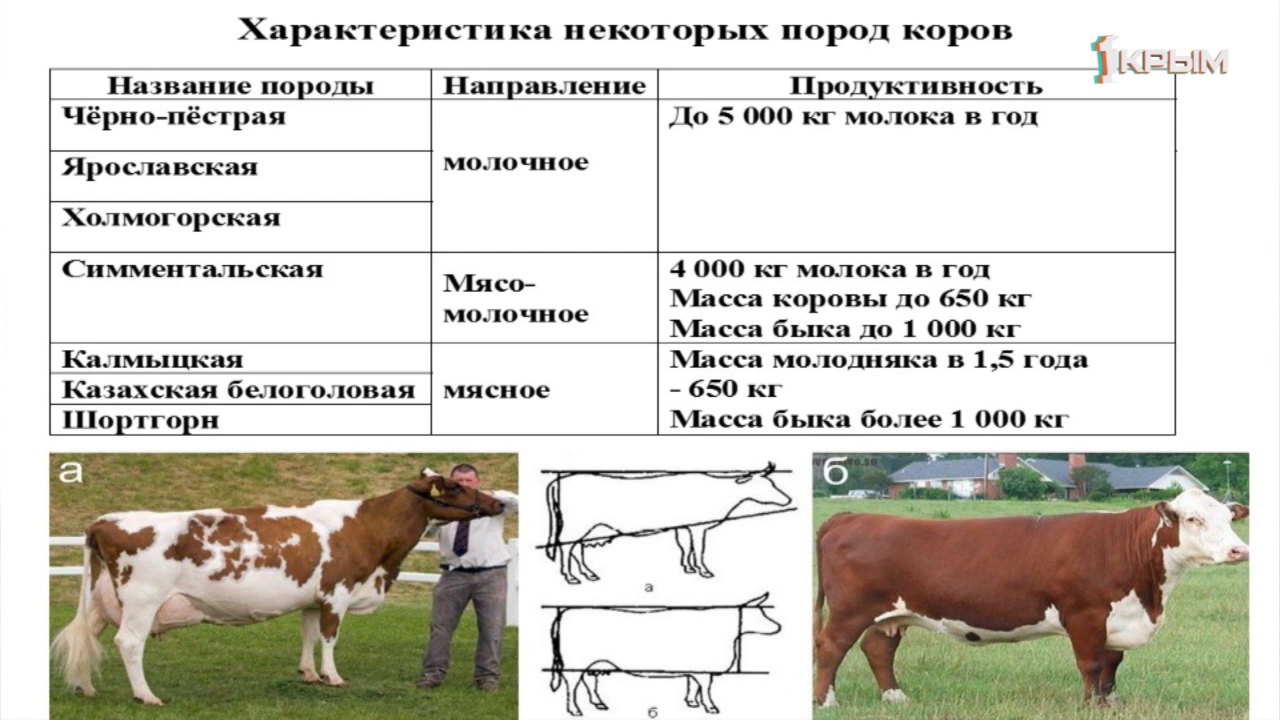 Характеристика некоторых пород коров
1 КРЫМ
Название породы Направление Продуктивность
Чёрно-пёстрая
Ярославская
Холмогорская
молочное
До 5 000 кг молока в год
Симментальская
Мясо-
молочное
4 000 кг молока в год
Масса коровы до 650 кг
Масса быка до 1 000 кг
Калмыцкая
Казахская белоголовая
Шортгорн
мясное
Масса молодняка в 1,5 года
- 650 кг
Масса быка более 1 000 кг
а
а
б
б